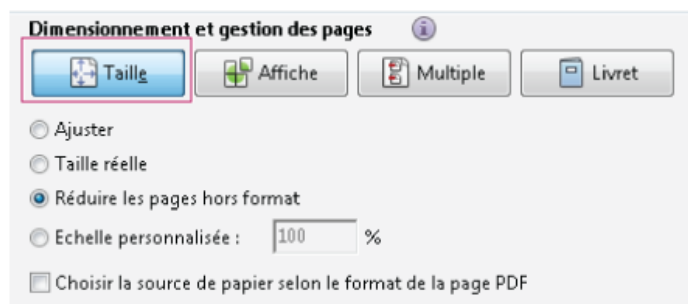 Dimensionnement et gestion des pages
Taille Affiche Multiple Livret
Ajuster
Taille réelle
Réduire les pages hors format
Echelle personnalisée : 100 %
Choisir la source de papier selon le format de la page PDF